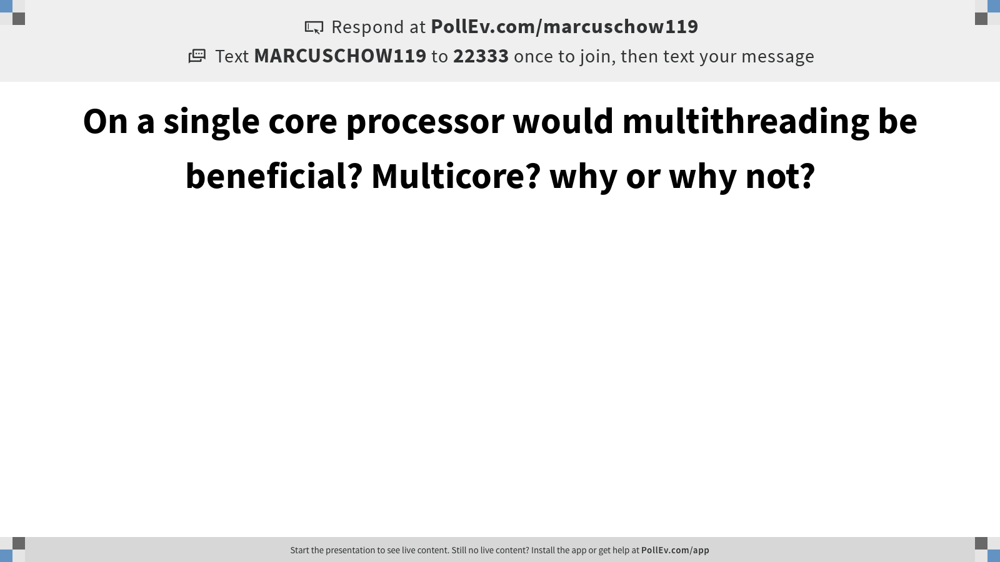 Respond at PollEv.com/marcuschow119
Text MARCUSCHOW119 to 22333 once to join, then text your message
On a single core processor would multithreading be
beneficial? Multicore? why or why not?
Start the presentation to see live content. Still no live content? Install the app or get help at PollEv.com/app